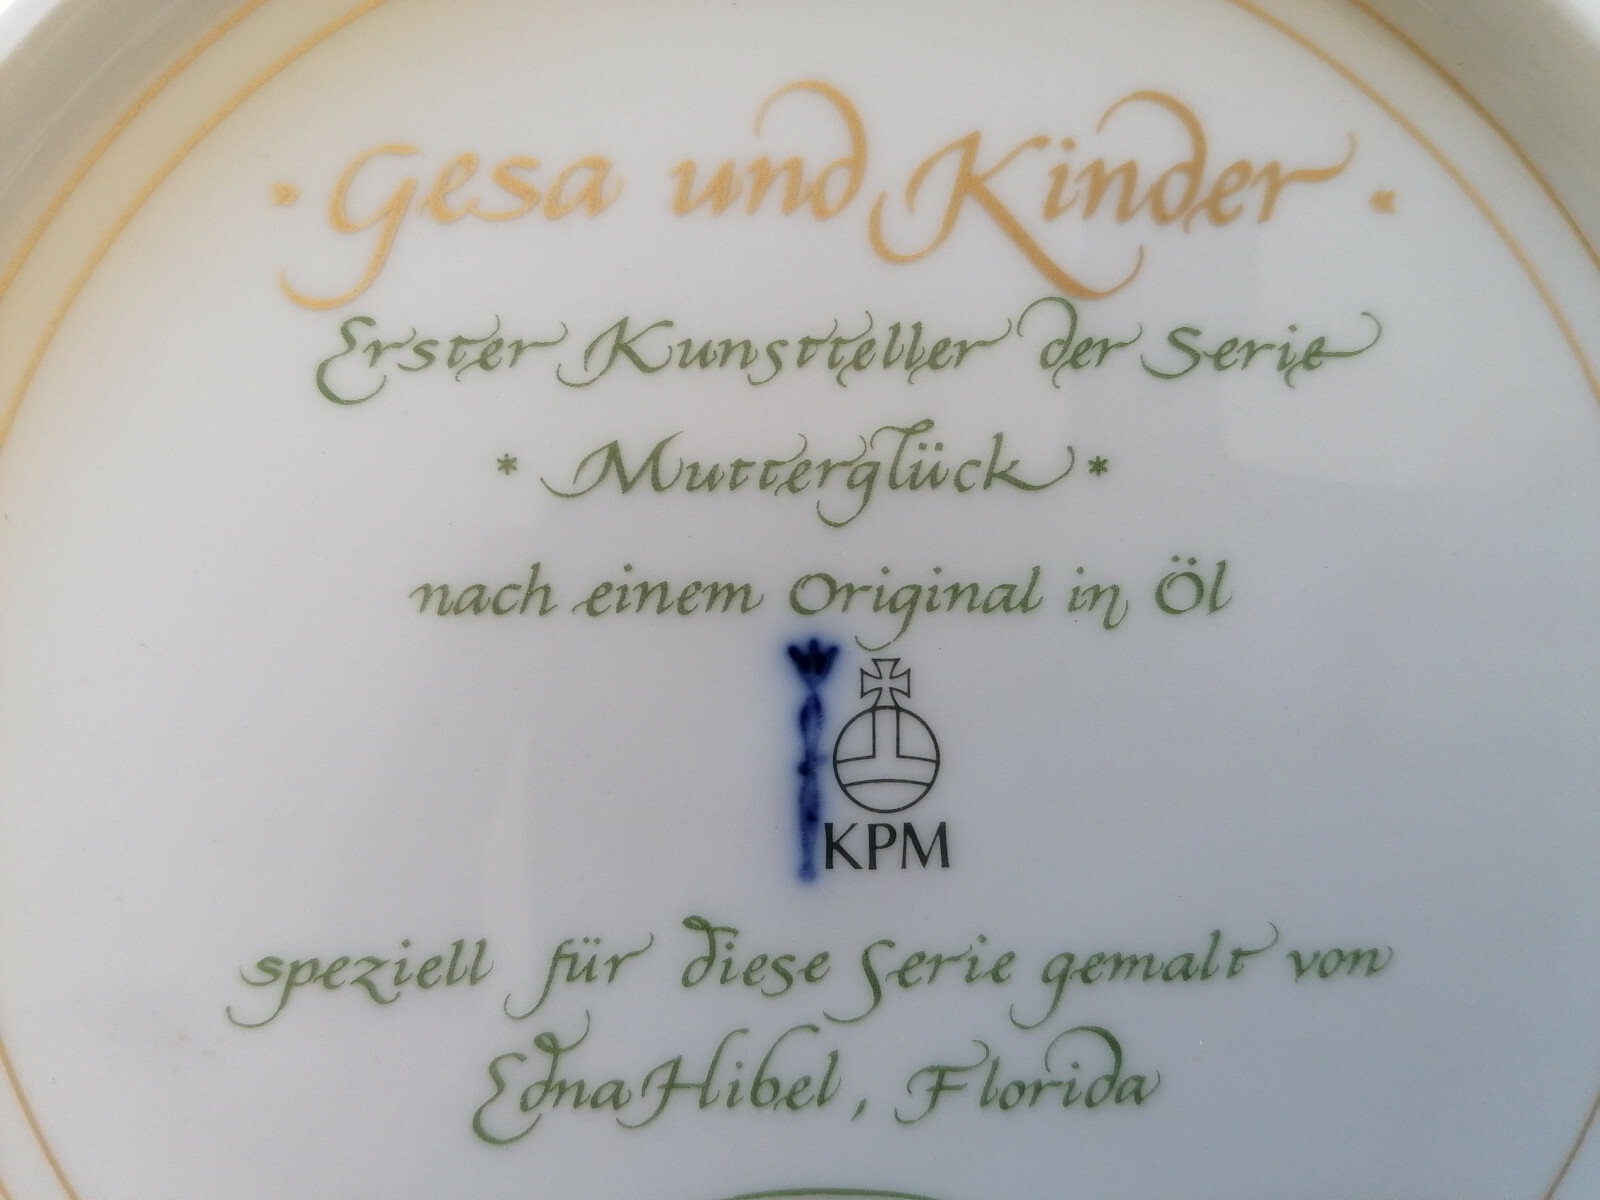 » Gesa und Kinder «
Erster Kunstteller der Serie
* Mutterglück *
nach einem Original in Öl
KPM
speziell für diese Serie gemalt von
Edna Hibel, Florida